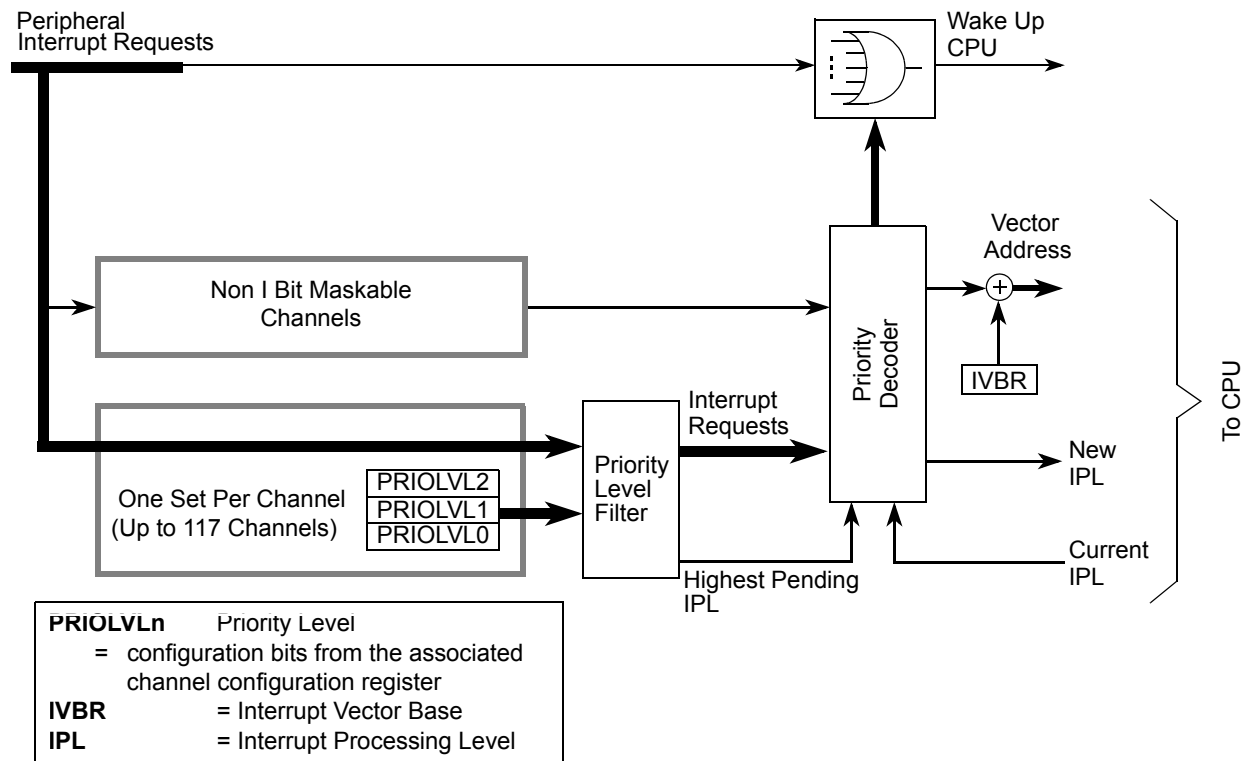 Peripheral
Interrupt Requests
Wake Up
CPU
Vector
Address
Non I Bit Maskable
Channels
Priority
Decoder
IVBR
To CPU
Interrupt
Requests
New
IPL
Priority
Level
Filter
PRIOLVL2
One Set Per Channel
PRIOLVL1
(Up to 117 Channels)
PRIOLVL0
Current
IPL
Highest Pending
IPL
PRIOLVLn Priority Level
= configuration bits from the associated
channel configuration register
IVBR = Interrupt Vector Base
IPL = Interrupt Processing Level